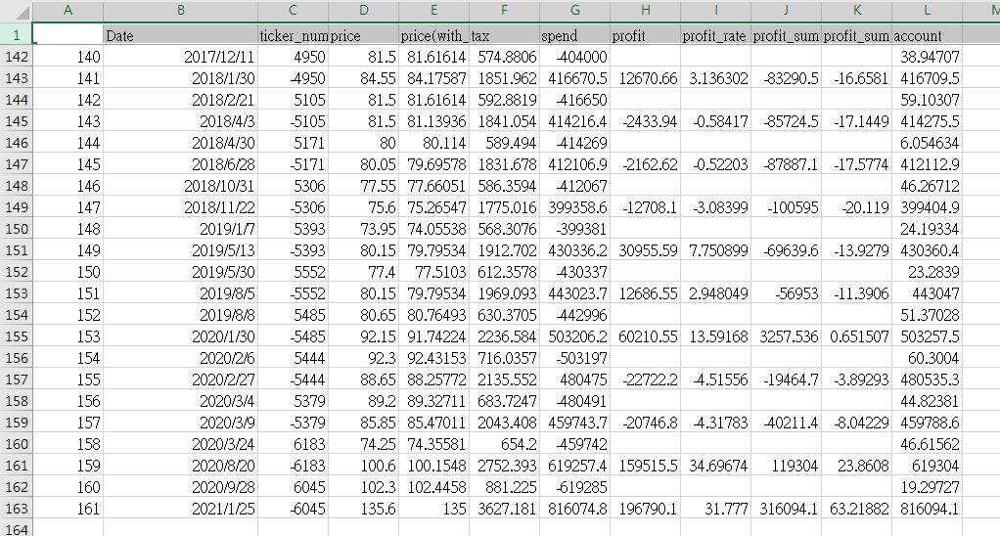 A B C D E F G H I J K L
1 Date ticker_num price price(with_ tax spend profit profit_rate profit_sum profit_sum account
142 140 2017/12/11 4950 81.5 81.61614 574.8806 -404000 38.94707
143 141 2018/1/30 -4950 84.55 84.17587 1851.962 416670.5 12670.66 3.136302 -83290.5 -16.6581 416709.5
144 142 2018/2/21 5105 81.5 81.61614 592.8819 -416650 59.10307
145 143 2018/4/3 -5105 81.5 81.13936 1841.054 414216.4 -2433.94 -0.58417 -85724.5 -17.1449 414275.5
146 144 2018/4/30 5171 80 80.114 589.494 -414269 6.054634
147 145 2018/6/28 -5171 80.05 79.69578 1831.678 412106.9 -2162.62 -0.52203 -87887.1 -17.5774 412112.9
148 146 2018/10/31 5306 77.55 77.66051 586.3594 -412067 46.26712
149 147 2018/11/22 -5306 75.6 75.26547 1775.016 399358.6 -12708.1 -3.08399 -100595 -20.119 399404.9
150 148 2019/1/7 5393 73.95 74.05538 568.3076 -399381 24.19334
151 149 2019/5/13 -5393 80.15 79.79534 1912.702 430336.2 30955.59 7.750899 -69639.6 -13.9279 430360.4
152 150 2019/5/30 5552 77.4 77.5103 612.3578 -430337 23.2839
153 151 2019/8/5 -5552 80.15 79.79534 1969.093 443023.7 12686.55 2.948049 -56953 -11.3906 443047
154 152 2019/8/8 5485 80.65 80.76493 630.3705 -442996 51.37028
155 153 2020/1/30 -5485 92.15 91.74224 2236.584 503206.2 60210.55 13.59168 3257.536 0.651507 503257.5
156 154 2020/2/6 5444 92.3 92.43153 716.0357 -503197 60.3004
157 155 2020/2/27 -5444 88.65 88.25772 2135.552 480475 -22722.2 -4.51556 -19464.7 -3.89293 480535.3
158 156 2020/3/4 5379 89.2 89.32711 683.7247 -480491 44.82381
159 157 2020/3/9 -5379 85.85 85.47011 2043.408 459743.7 -20746.8 -4.31783 -40211.4 -8.04229 459788.6
160 158 2020/3/24 6183 74.25 74.35581 654.2 -459742 46.61562
161 159 2020/8/20 -6183 100.6 100.1548 2752.393 619257.4 159515.5 34.69674 119304 23.8608 619304
162 160 2020/9/28 6045 102.3 102.4458 881.225 -619285 19.29727
163 161 2021/1/25 -6045 135.6 135 3627.181 816074.8 196790.1 31.777 316094.1 63.21882 816094.1
164